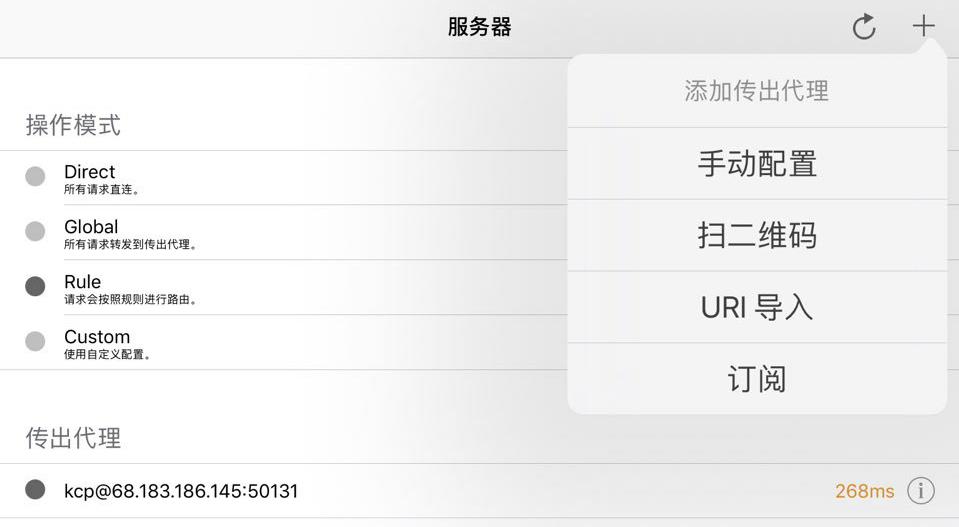 服务器
添加传出代理
手动配置
扫二维码
URI 导入
订阅
操作模式
Direct
所有请求直连。
Global
所有请求转发到传出代理。
Rule
请求会按照规则进行路由。
Custom
使用自定义配置。
传出代理
kcp@68.183.186.145:50131 268ms